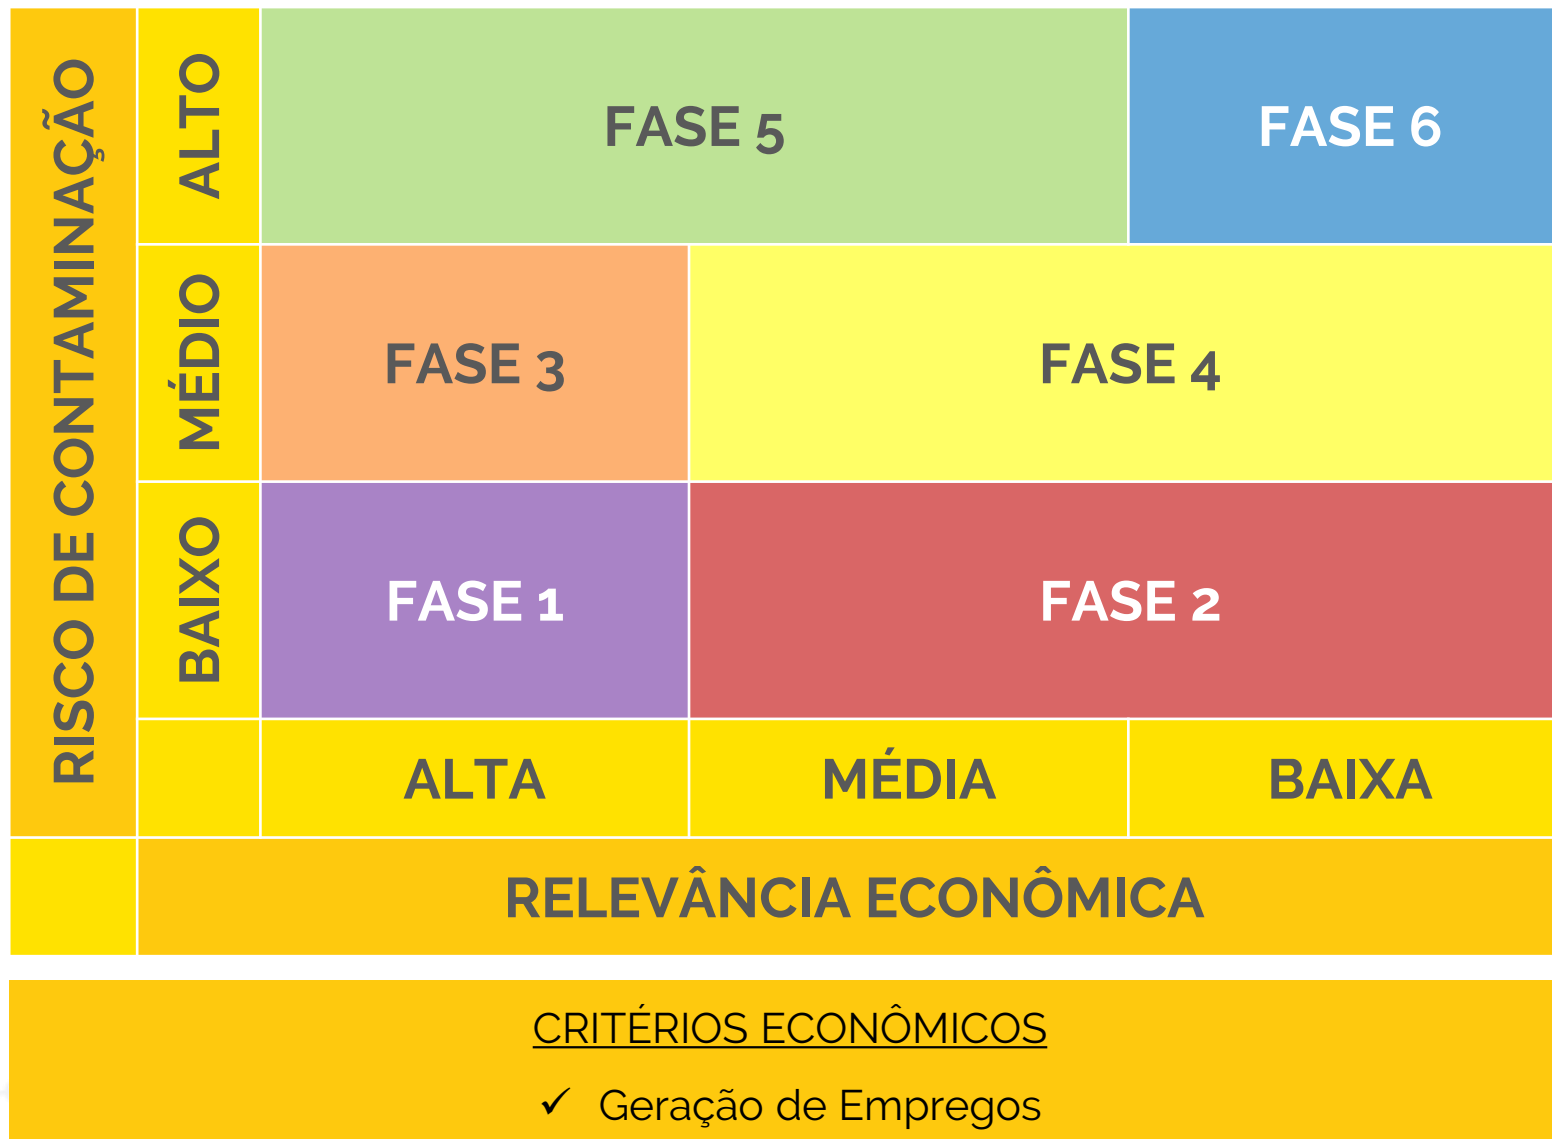 RISCO DE CONTAMINAÇÃO
ALTO
FASE 5
FASE 6
MÉDIO
FASE 3
FASE 4
BAIXO
FASE 1
FASE 2
ALTA
MÉDIA
BAIXA
RELEVÂNCIA ECONÔMICA
CRITÉRIOS ECONÔMICOS
✓ Geração de Empregos